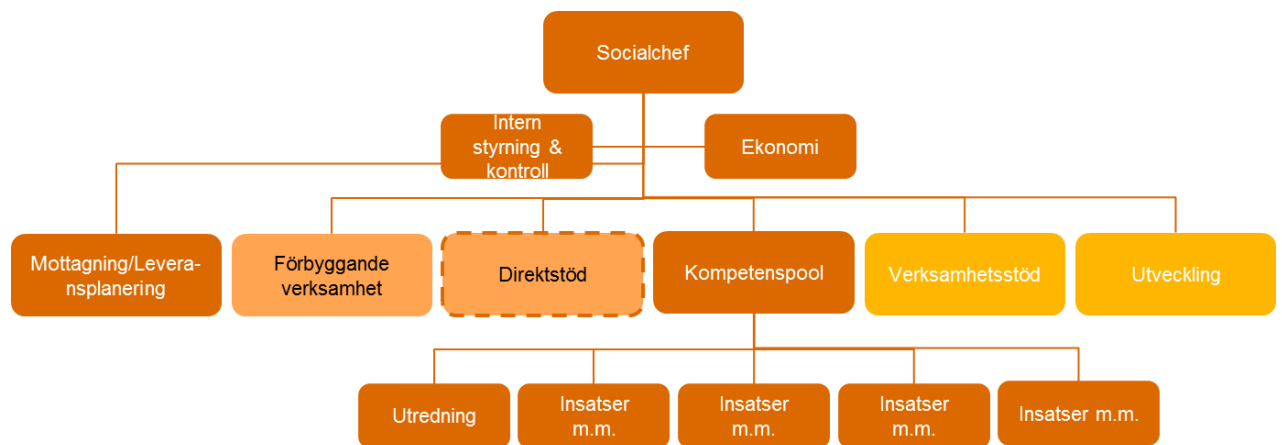 Socialchef
Intern
styrning &
kontroll
Ekonomi
Mottagning/Levera-
nsplanering
Förbyggande
verksamhet
Direktstöd
Kompetenspool
Verksamhetsstöd
Utveckling
Utredning
Insatser
m.m.
Insatser
m.m.
Insatser
m.m.
Insatser m.m.